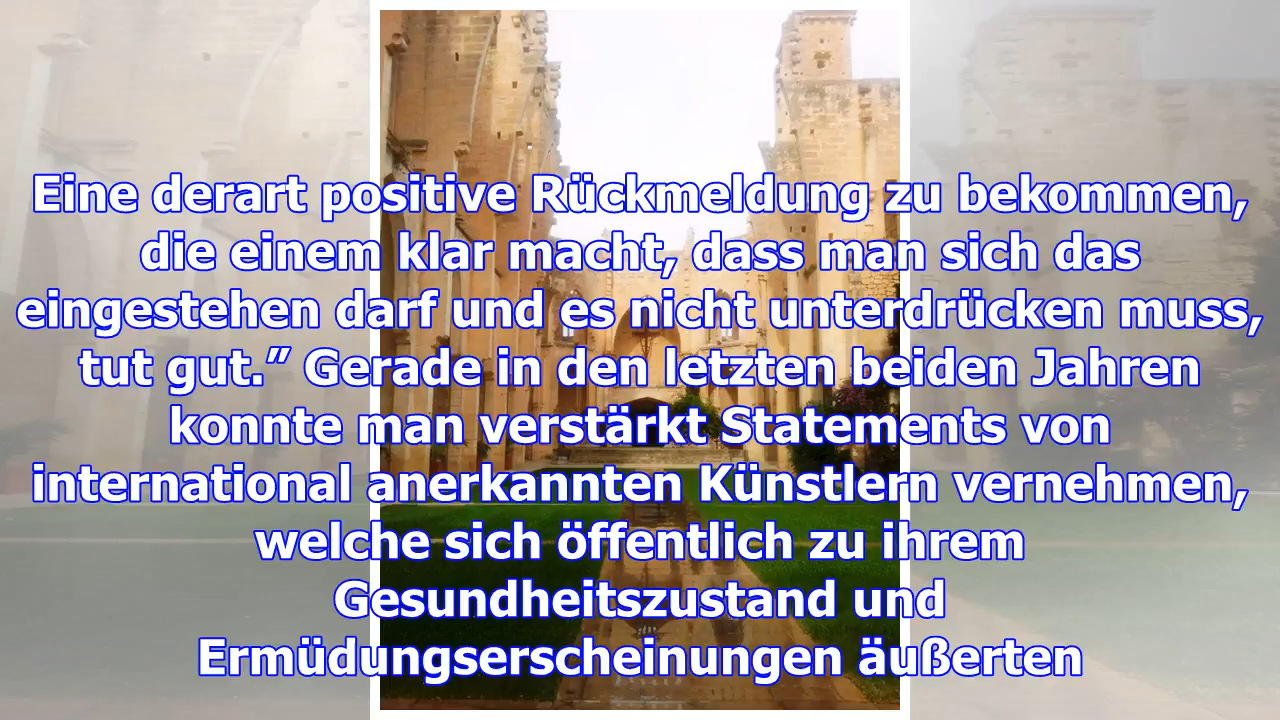 Eine derart positive Rückmeldung zu bekommen,
die einem klar macht, dass man sich das
eingestehen darf und es nicht unterdrücken muss,
tut gut.” Gerade in den letzten beiden Jahren
konnte man verstärkt Statements von
international anerkannten Künstlern vernehmen,
welche sich öffentlich zu ihrem
Gesundheitszustand und
Ermüdungserscheinungen äußerten